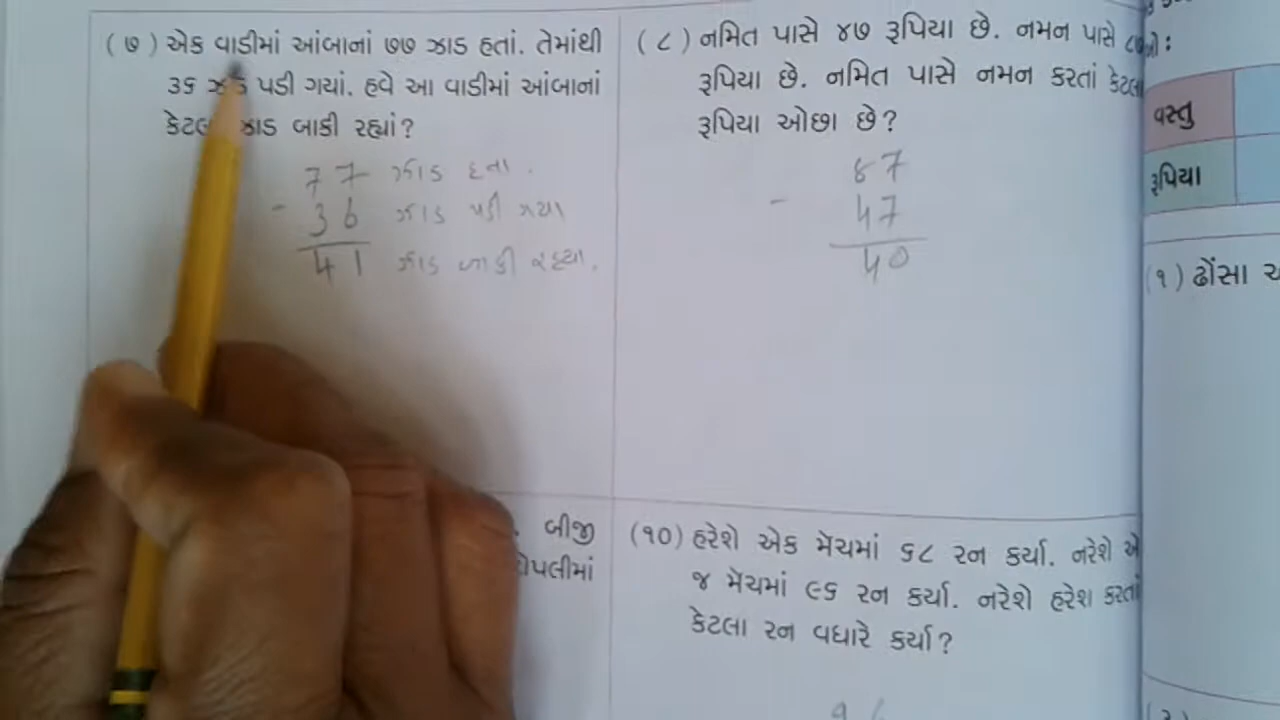 (૭) એક વાડીમાં આંબાનાં ૭૭ ઝાડ હતાં. તેમાંથી
૩૬ ઝાડ પડી ગયાં. હવે આ વાડીમાં આંબાનાં
ઝાડ બાકી રહ્યાં?
77 ઝાડ હતા.
- 36 ઝાડ પડી ગયા
41 ઝાડ બાકી રહ્યા.
(૮) નમિત પાસે ૪૭ રૂપિયા છે. નમન પાસે ૮૭
રૂપિયા છે. નમિત પાસે નમન કરતાં કેટલા
રૂપિયા ઓછા છે?
87
- 47
40
બીજી
(૧૦) હરેશે એક મૅચમાં ૬૮ રન કર્યા. નરેશે એ
જ મૅચમાં ૯૬ રન કર્યા. નરેશે હરેશ કરતાં
કેટલા રન વધારે કર્યા?
વસ્તુ
રૂપિયા
(૧) ઢોંસા